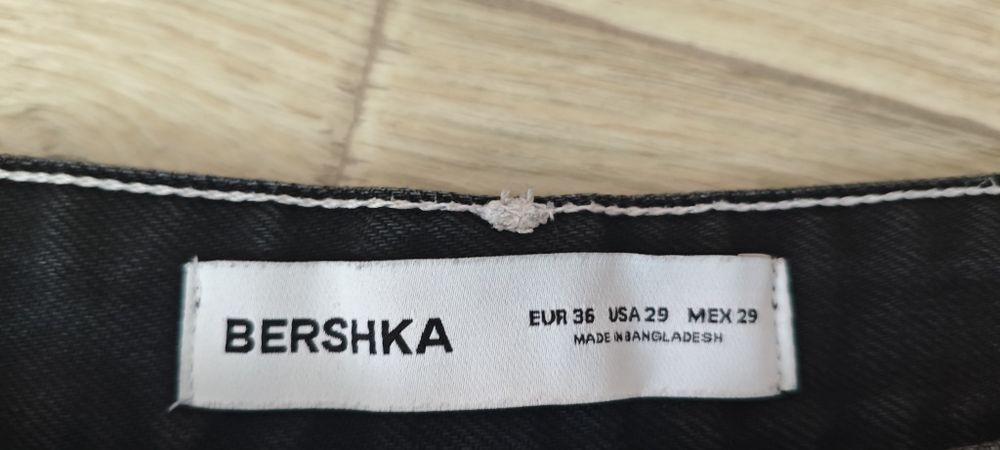 BERSHKA
EUR 36 USA 29 MEX 29
MADE IN BANGLADESH